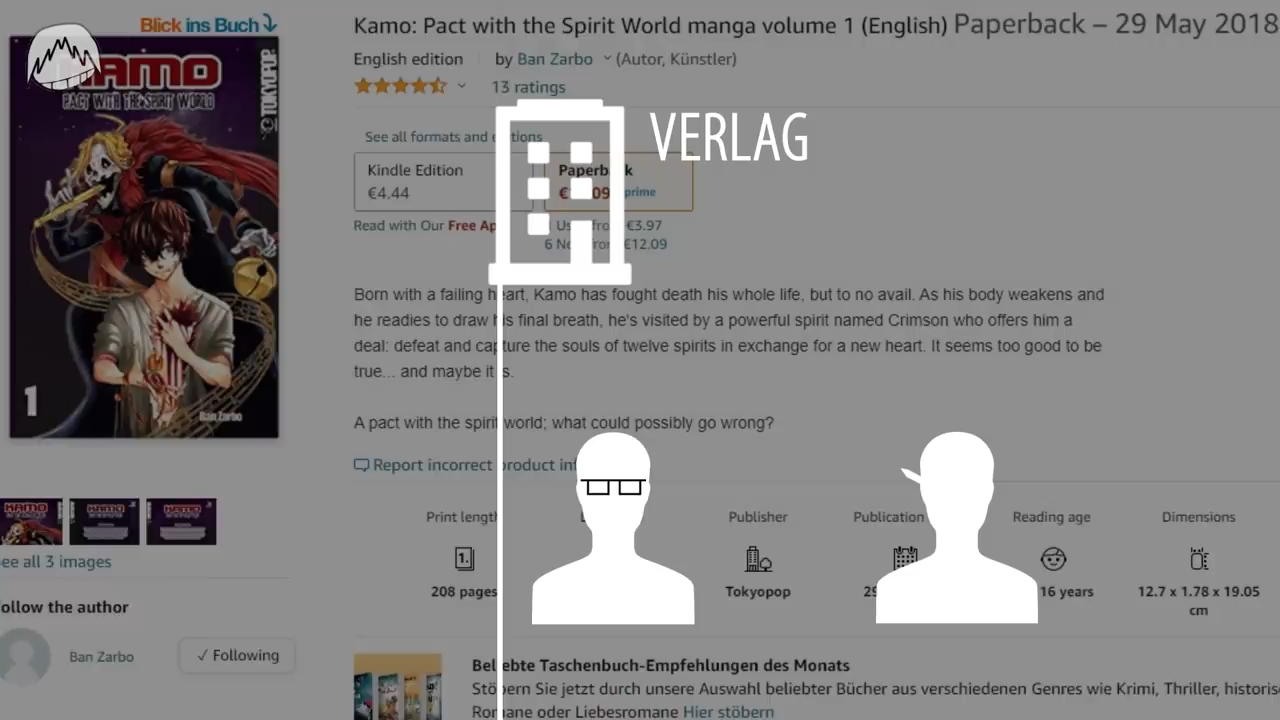 Blick ins Buch
Kamo: Pact with the Spirit World manga volume 1 (English) Paperback – 29 May 2018
English edition by Ban Zarbo (Autor, Künstler)
13 ratings
KAMO
PACT WITH THE SPIRIT WORLD
TOKYOPOP
1
Ban Zarbo
VERLAG
See all formats and
Kindle Edition
€4.44
prime
Read with Our Free
€3.97
6 €12.09
Born with a failing heart, Kamo has fought death his whole life, but to no avail. As his body weakens and
he readies to draw his final breath, he's visited by a powerful spirit named Crimson who offers him a
deal: defeat and capture the souls of twelve spirits in exchange for a new heart. It seems too good to be
true... and maybe it is.
A pact with the spirit world; what could possibly go wrong?
Report incorrect product
KAMO
KAMO
KAMO
see all 3 images
Print length
1.
208 pages
Publisher
Tokyopop
Publication
Reading age
16 years
Dimensions
12.7 x 1.78 x 19.05
cm
ollow the author
Ban Zarbo
✓ Following
Beliebte Taschenbuch-Empfehlungen des Monats
Stöbern Sie jetzt durch unsere Auswahl beliebter Bücher aus verschiedenen Genres wie Krimi, Thriller,
Romane oder Liebesromane Hier stöbern